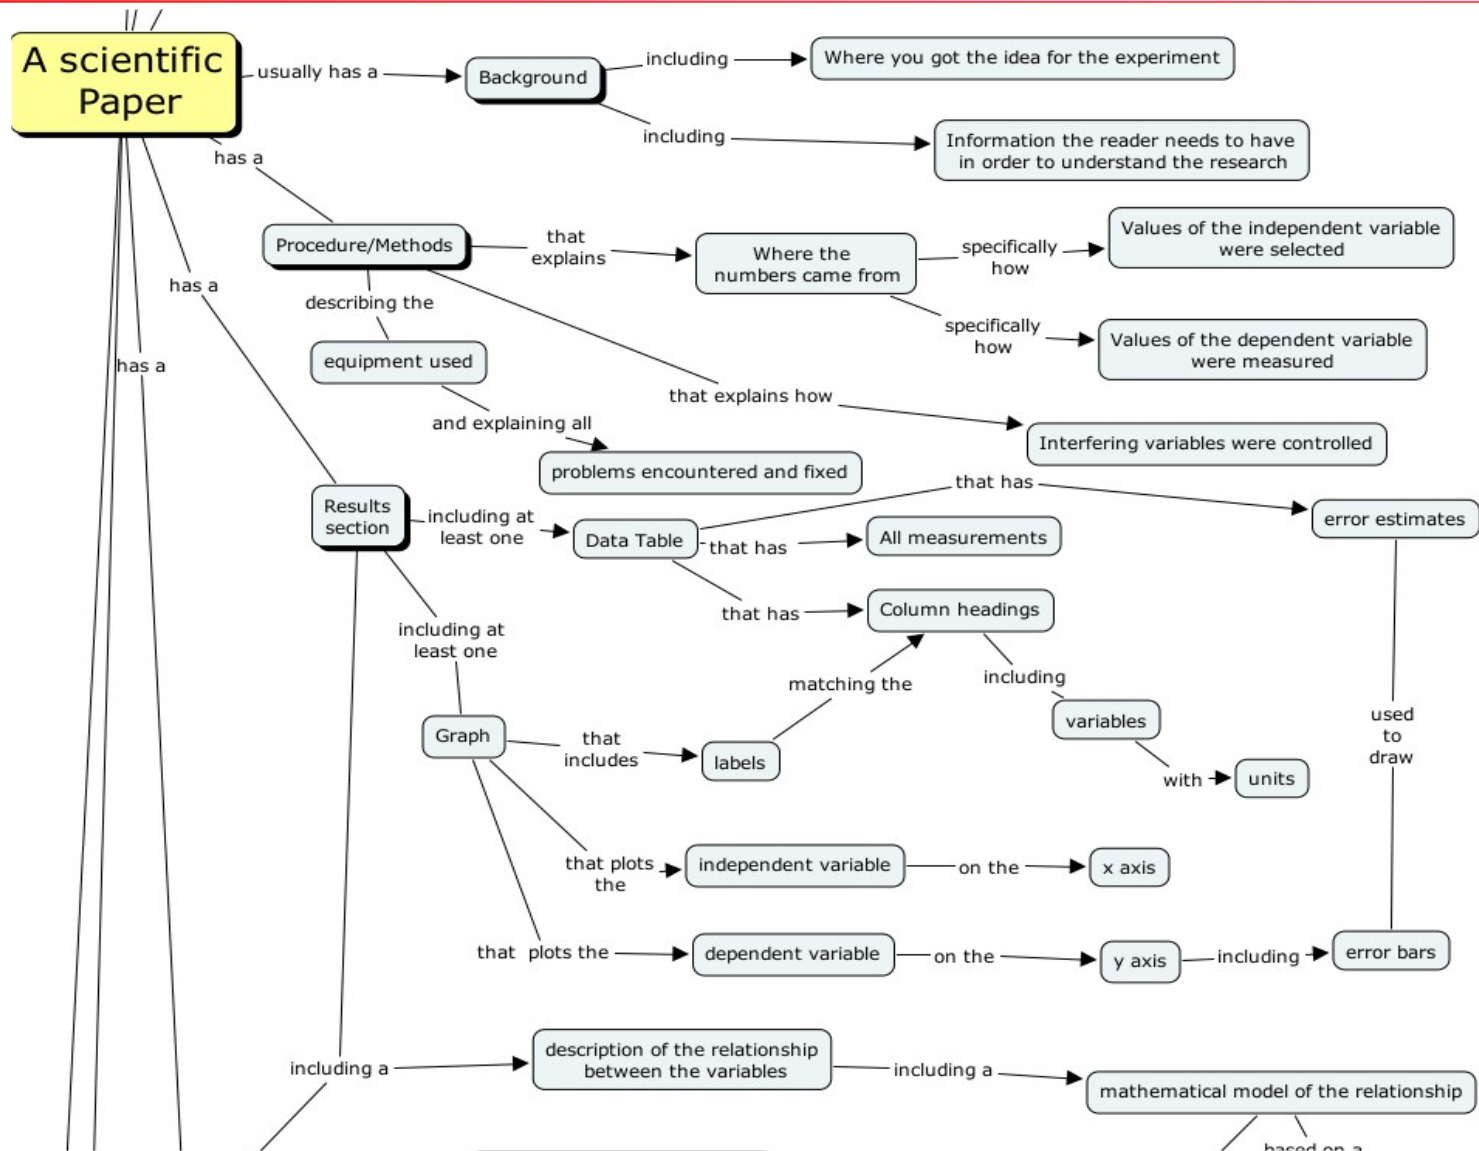 A scientific
Paper
usually has a
Background
including
Where you got the idea for the experiment
including
Information the reader needs to have
in order to understand the research
has a
Procedure/Methods
that
explains
Where the
numbers came from
specifically
how
Values of the independent variable
were selected
specifically
how
Values of the dependent variable
were measured
describing the
equipment used
and explaining all
problems encountered and fixed
that explains how
Interfering variables were controlled
has a
has a
Results
section
including at
least one
Data Table
that has
error estimates
that has
All measurements
that has
Column headings
including
variables
with
units
used
to
draw
including at
least one
Graph
that
includes
labels
matching the
that plots
the
independent variable
on the
x axis
that plots the
dependent variable
on the
y axis
including
error bars
including a
description of the relationship
between the variables
including a
mathematical model of the relationship
based on a